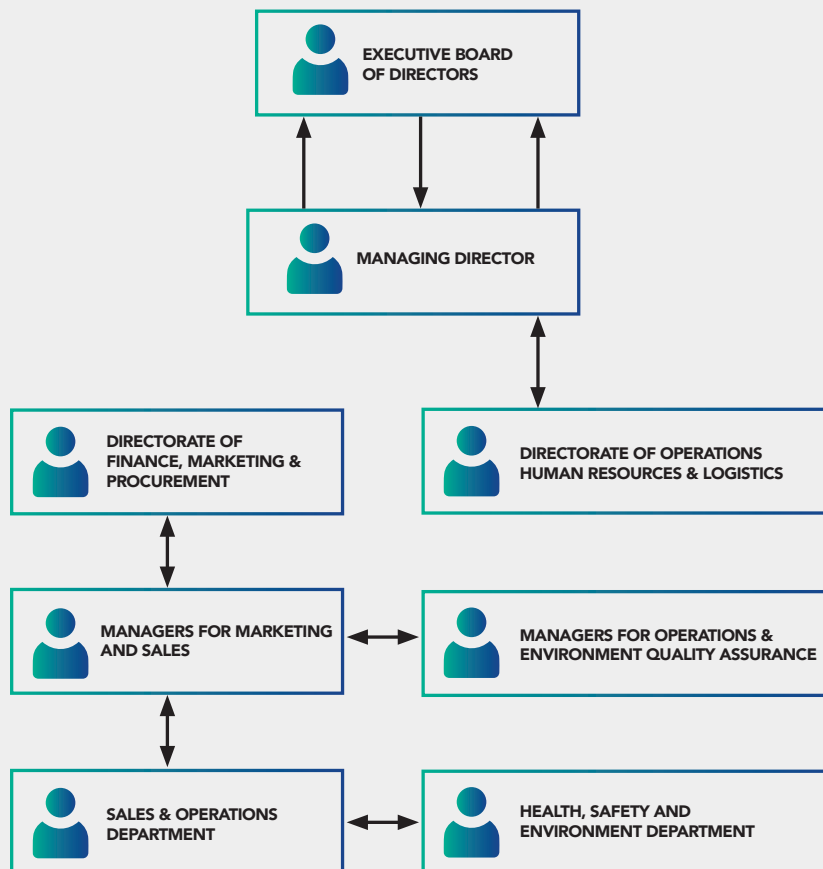 EXECUTIVE BOARD
OF DIRECTORS
MANAGING DIRECTOR
DIRECTORATE OF
FINANCE, MARKETING &
PROCUREMENT
DIRECTORATE OF OPERATIONS
HUMAN RESOURCES & LOGISTICS
MANAGERS FOR MARKETING
AND SALES
MANAGERS FOR OPERATIONS &
ENVIRONMENT QUALITY ASSURANCE
SALES & OPERATIONS
DEPARTMENT
HEALTH, SAFETY AND
ENVIRONMENT DEPARTMENT